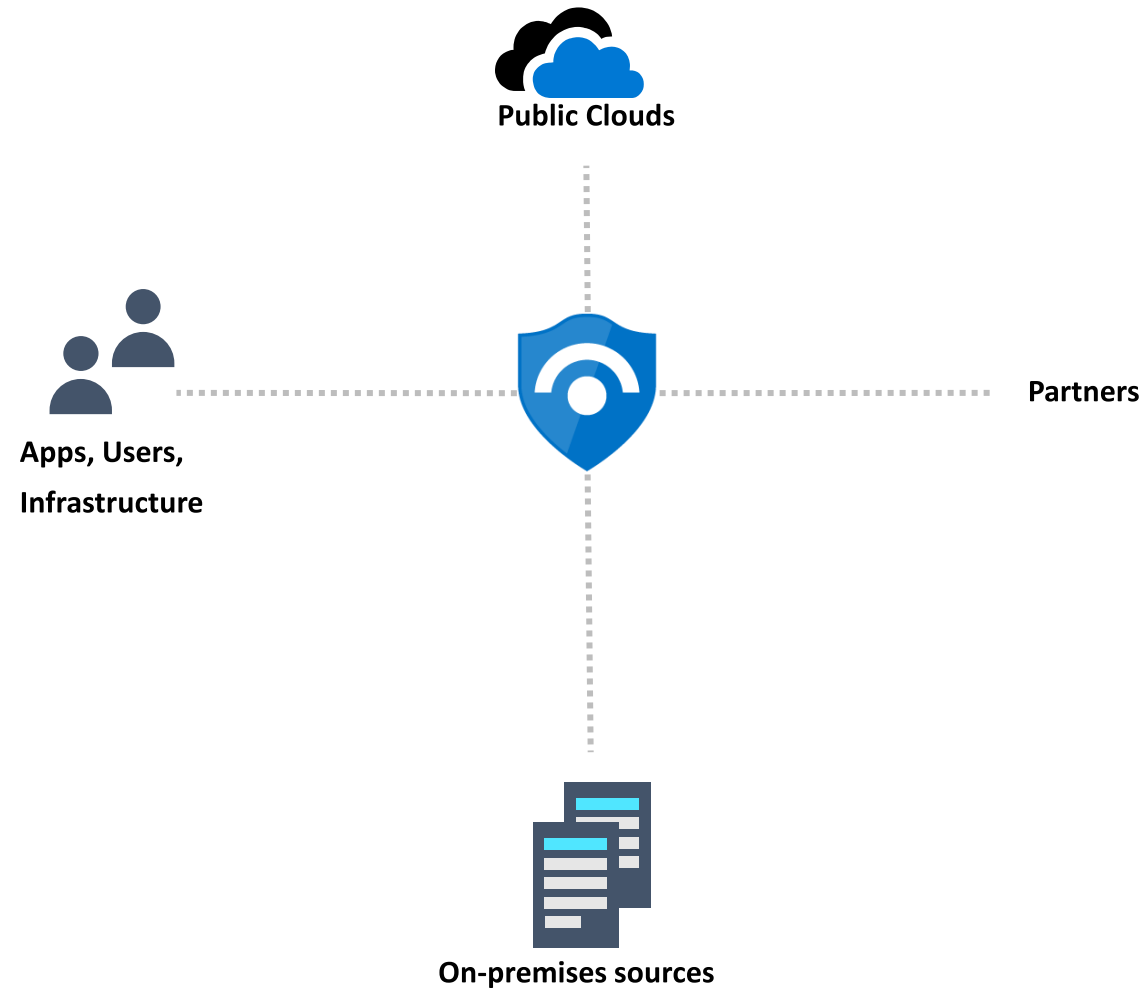 Public Clouds
Partners
Apps, Users,
Infrastructure
On-premises sources